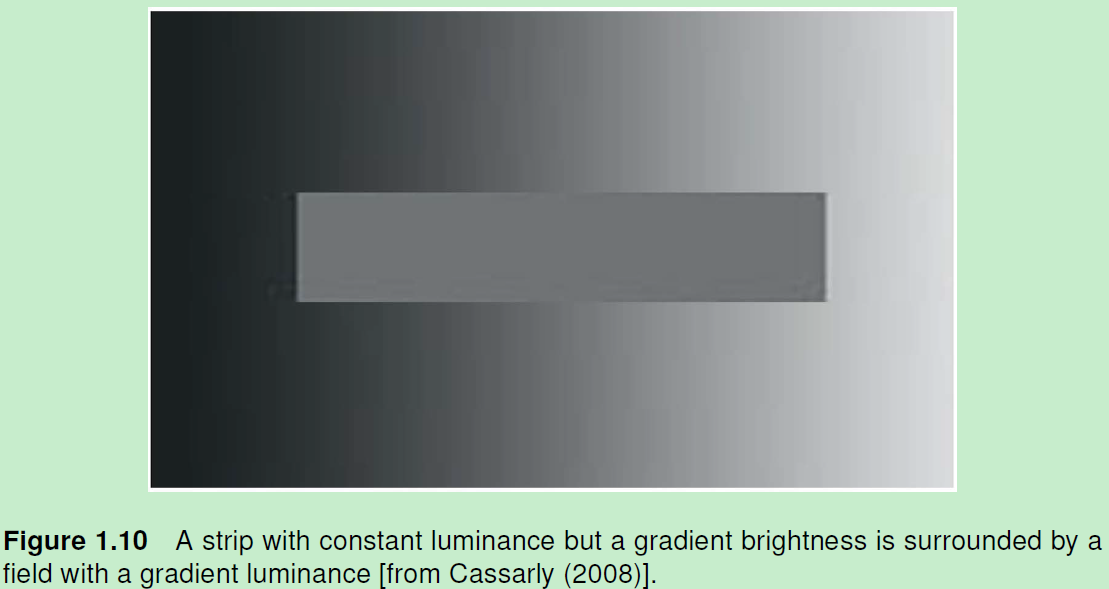 Figure 1.10 A strip with constant luminance but a gradient brightness is surrounded by a
field with a gradient luminance [from Cassarly (2008)].